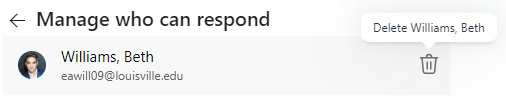 Manage who can respond
Delete Williams, Beth
Williams, Beth
eawill09@louisville.edu